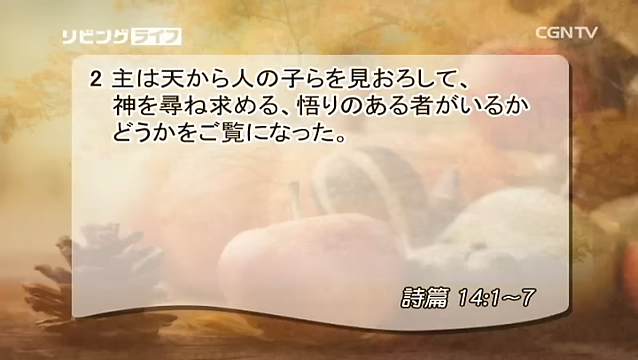 リビングライフ
CGNTV
2 主は天から人の子らを見おろして、
神を尋ね求める、悟りのある者がいるか
どうかをご覧になった。
詩篇 14:1〜7